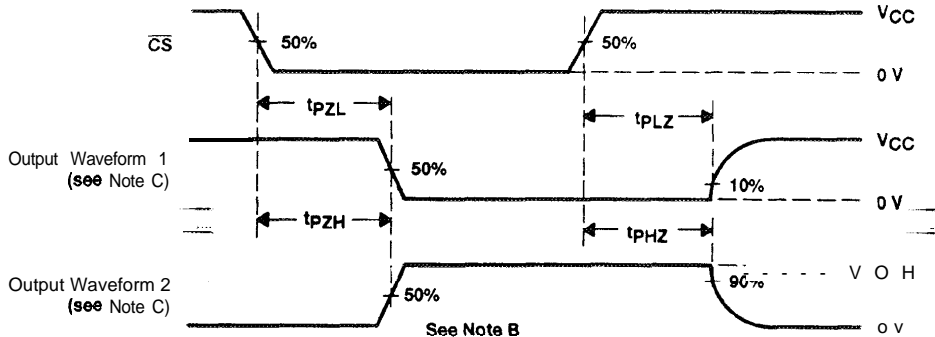 VCC
CS
50%
50%
0 V
tPZL
tPLZ
VCC
Output Waveform 1
(see Note C)
50%
10%
0 V
tPZH
tPHZ
VOH
Output Waveform 2
(see Note C)
50%
90%
0 V
See Note B